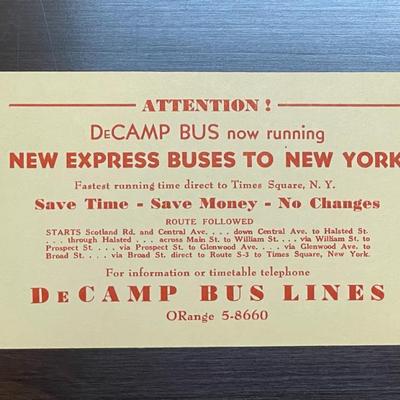 ATTENTION !
DECAMP BUS now running
NEW EXPRESS BUSES TO NEW YORK
Fastest running time direct to Times Square, N. Y.
Save Time - Save Money - No Changes
ROUTE FOLLOWED
STARTS Scotland Rd. and Central Ave. . . . down Central Ave. to Halsted St.
. . . . through Halsted . . . . across Main St. to William St. . . . . via William St. to
Prospect St. . . . . via Prospect St. to Glenwood Ave. . . . . via Glenwood Ave. to
Broad St. . . . . via Broad St. direct to Route S-3 to Times Square, New York.
For information or timetable telephone
DECAMP BUS LINES
ORange 5-8660